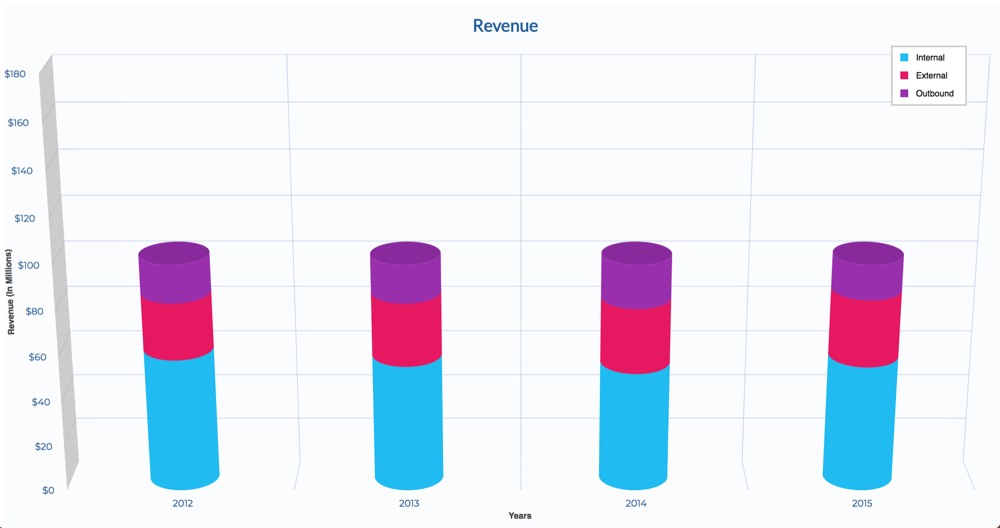 Revenue
Internal
External
Outbound
$180
$160
$140
$120
$100
$80
$60
$40
$20
$0
Revenue (In Millions)
2012
2013
2014
2015
Years